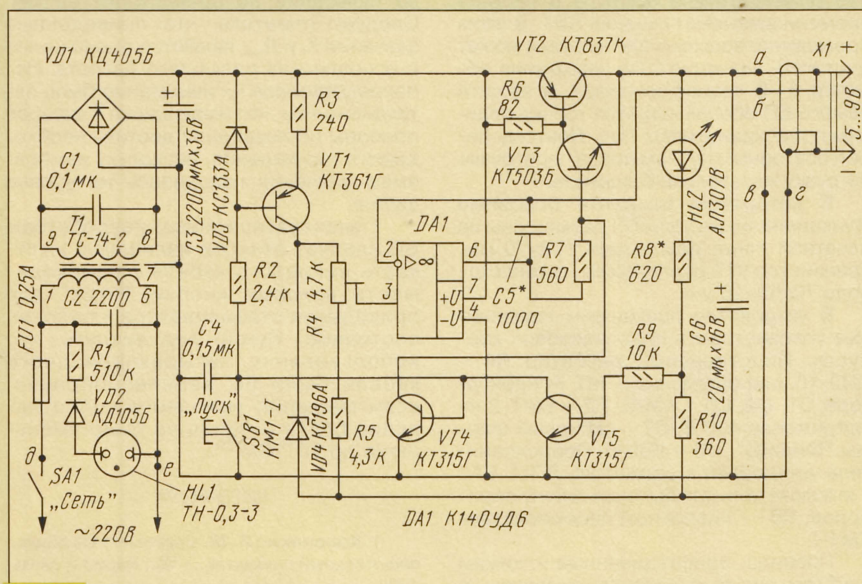 VD1 КЦ405Б
VT2 КТ837К
X1
+
R6
82
а
б
5...9В
−
R3
240
VT1
КТ361Г
VT3
КТ503Б
C1
0,1 мк
+
C3 2200мк×35В
VD3 КС133А
HL2
АЛ307В
в
г
T1
ТС-14-2
9
8
7
1
6
C2 2200
FU1 0,25А
R2
2,4 к
R4 4,7 к
DA1
2
3
▷∞
6
7
+U
−U
4
C5*
1000
R7
560
R8*
620
+
C6
20мк×16В
R1
510 к
C4
0,15 мк
R9
10 к
VD2
КД105Б
„Пуск"
SB1
КМ1-I
VD4 КС196А
R5
4,3 к
VT4
КТ315Г
VT5
КТ315Г
R10
360
д
е
SA1
„Сеть"
HL1
ТН-0,3-3
~220В
DA1 К140УД6